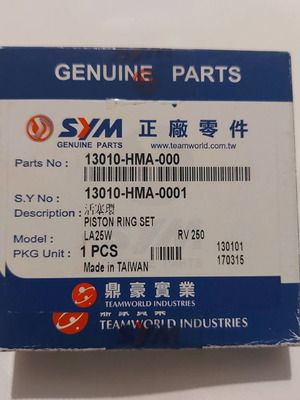 GENUINE PARTS
SYM 正廠零件
GENUINE PARTS www.teamworld.com.tw
Parts No : 13010-HMA-000
S.Y No : 13010-HMA-0001
Description : 活塞環
PISTON RING SET
Model : LA25W RV 250
PKG Unit : 1 PCS 130101
Made in TAIWAN 170315
鼎豪實業
TEAMWORLD INDUSTRIES
TEAMWORLD INDUSTRIES